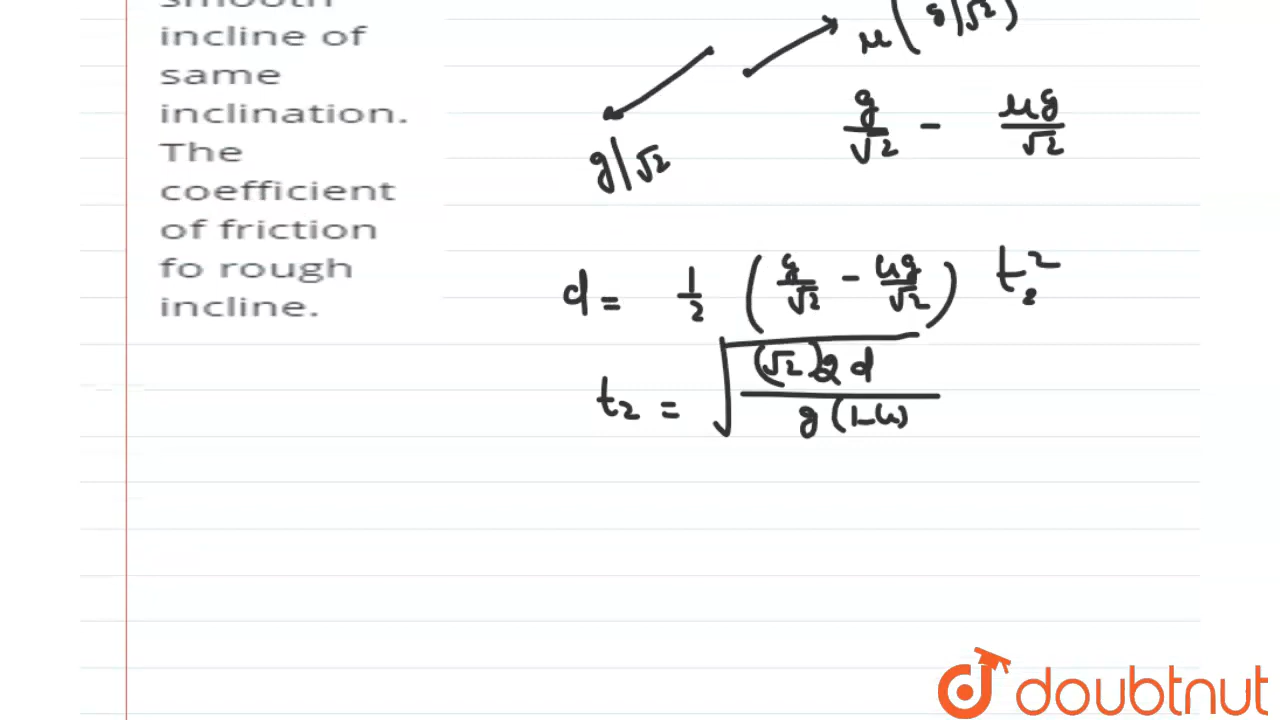 incline of
same
inclination.
The
coefficient
of friction
fo rough
incline.
μ(g/√2)
g/√2
g/√2 - μg/√2
d = 1/2 (g/√2 - μg/√2) t₂²
t₂ = √((√2)2d / g(1-μ))
doubtnut